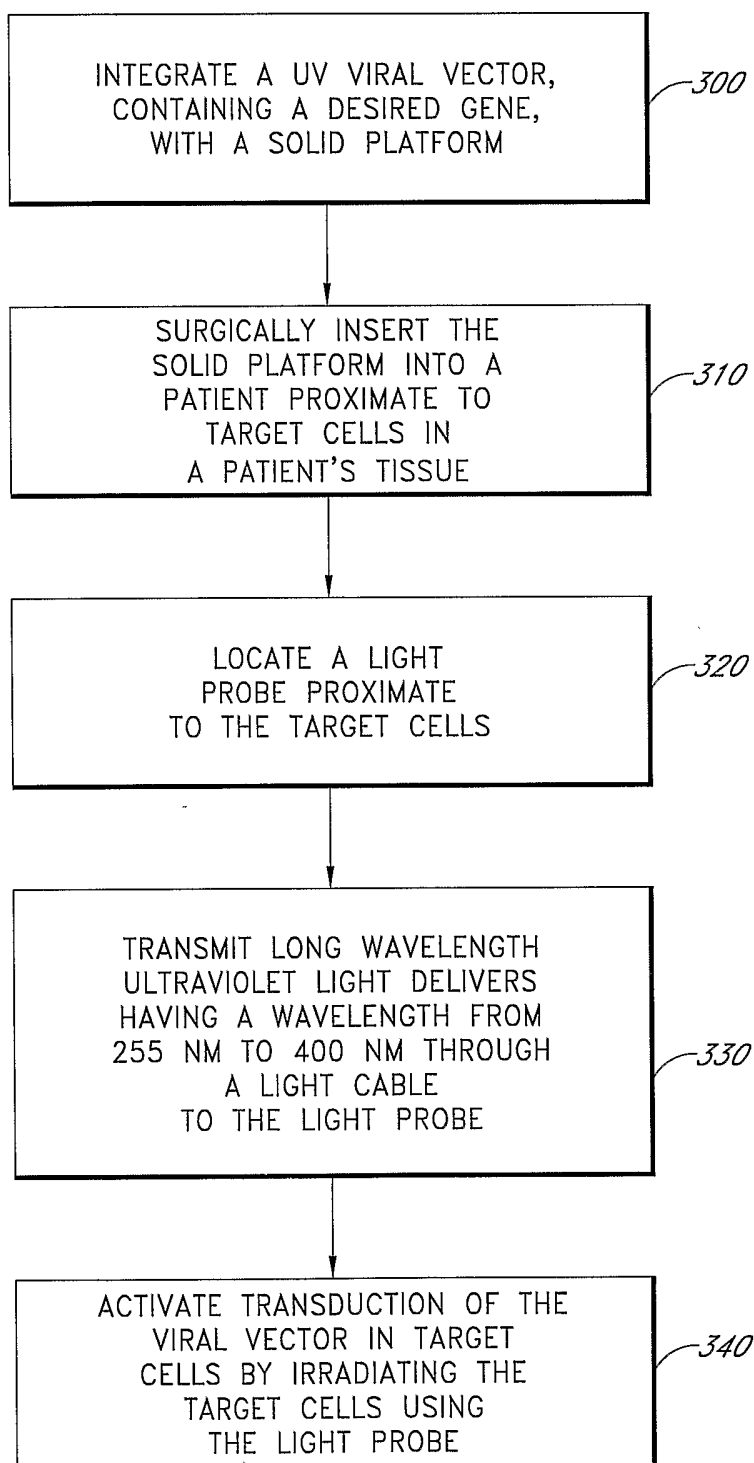 INTEGRATE A UV VIRAL VECTOR,
CONTAINING A DESIRED GENE,
WITH A SOLID PLATFORM
300
SURGICALLY INSERT THE
SOLID PLATFORM INTO A
PATIENT PROXIMATE TO
TARGET CELLS IN
A PATIENT'S TISSUE
310
LOCATE A LIGHT
PROBE PROXIMATE
TO THE TARGET CELLS
320
TRANSMIT LONG WAVELENGTH
ULTRAVIOLET LIGHT DELIVERS
HAVING A WAVELENGTH FROM
255 NM TO 400 NM THROUGH
A LIGHT CABLE
TO THE LIGHT PROBE
330
ACTIVATE TRANSDUCTION OF THE
VIRAL VECTOR IN TARGET
CELLS BY IRRADIATING THE
TARGET CELLS USING
THE LIGHT PROBE
340